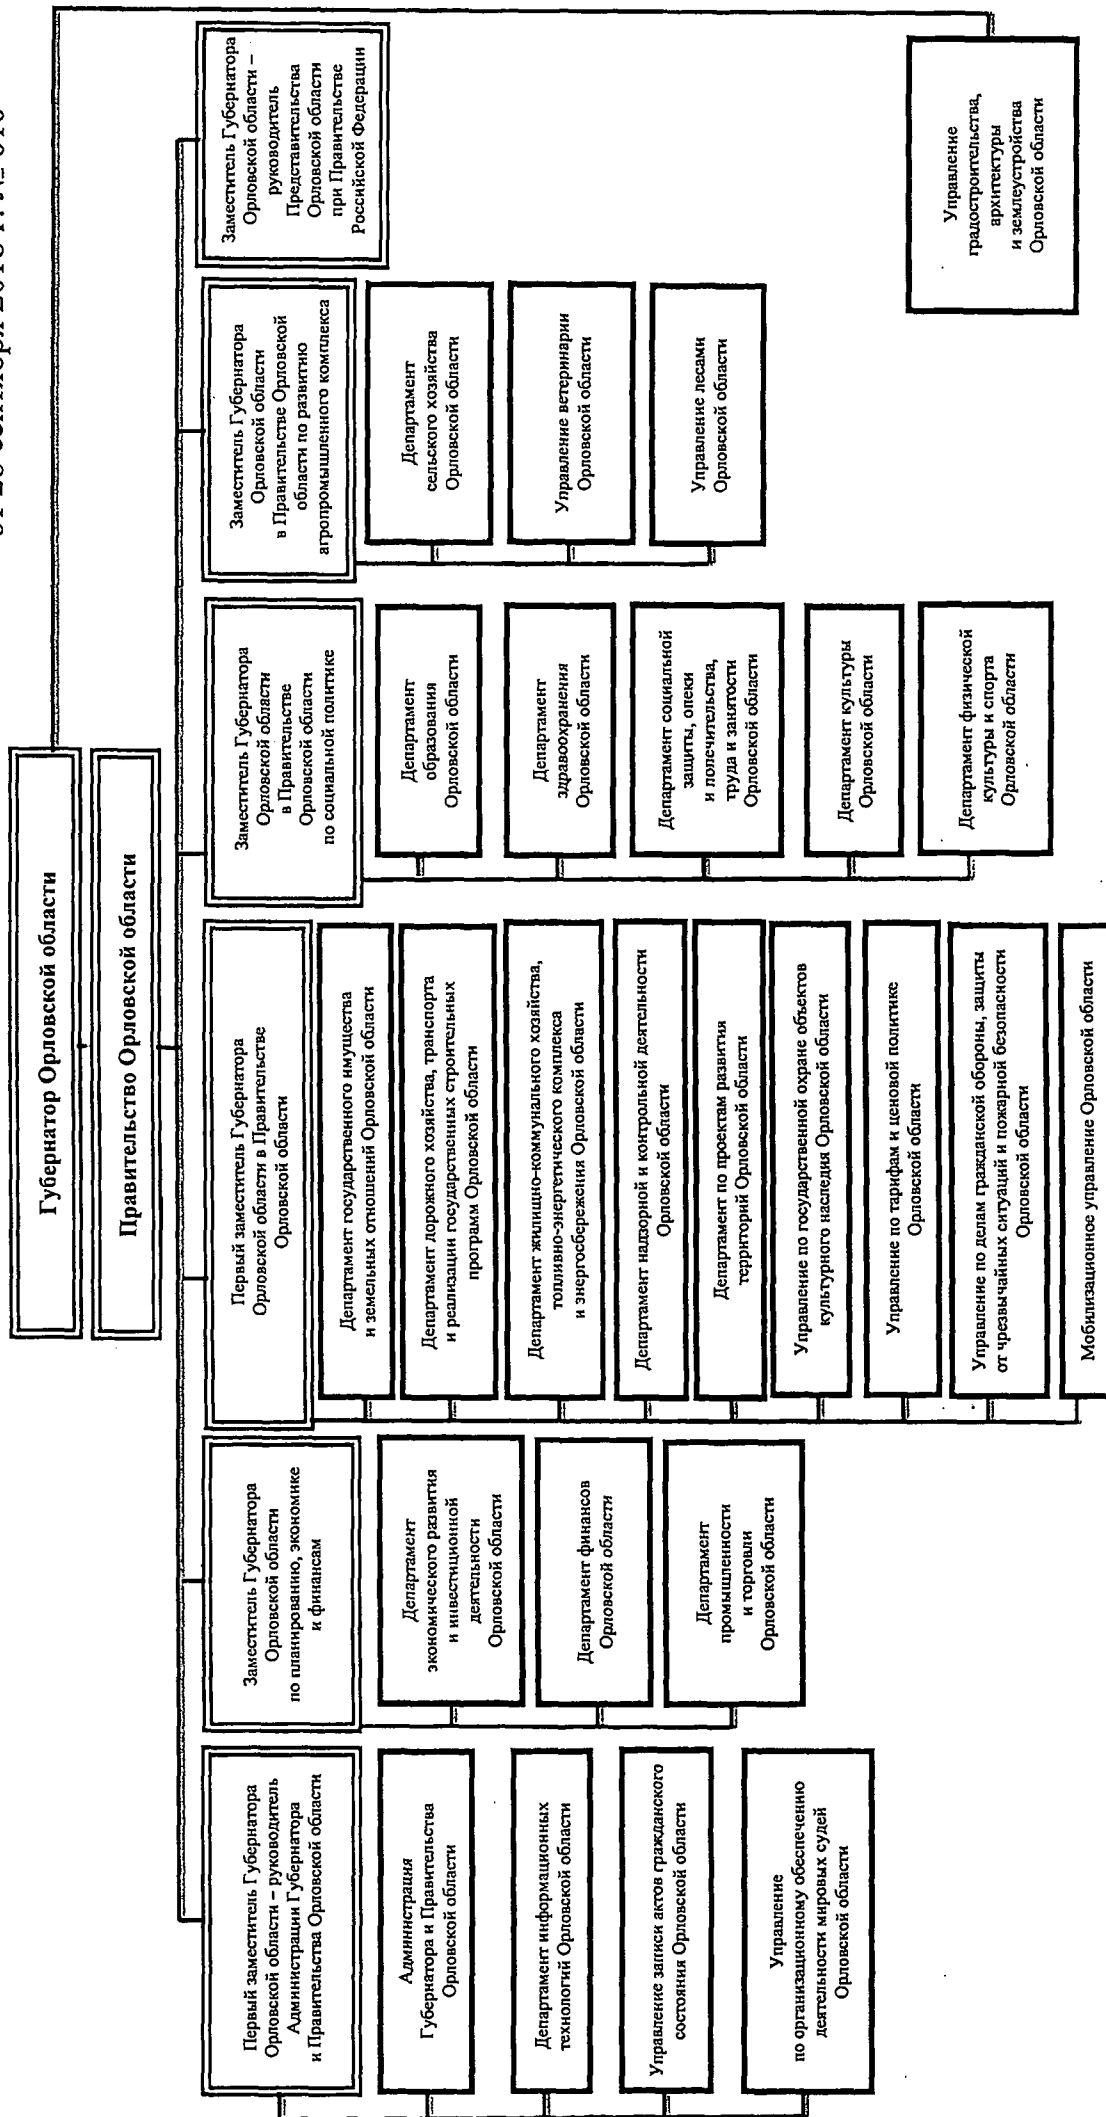 Губернатор Орловской области
Правительство Орловской области
Первый заместитель Губернатора
Орловской области – руководитель
Администрации Губернатора
и Правительства Орловской области
Администрация
Губернатора и Правительства
Орловской области
Департамент информационных
технологий Орловской области
Управление записи актов гражданского
состояния Орловской области
Управление
по организационному обеспечению
деятельности мировых судей
Орловской области
Заместитель Губернатора
Орловской области
по планированию, экономике
и финансам
Департамент
экономического развития
и инвестиционной
деятельности
Орловской области
Департамент финансов
Орловской области
Департамент
промышленности
и торговли
Орловской области
Первый заместитель Губернатора
Орловской области в Правительстве
Орловской области
Департамент государственного имущества
и земельных отношений Орловской области
Департамент дорожного хозяйства, транспорта
и реализации государственных строительных
программ Орловской области
Департамент жилищно-коммунального хозяйства,
топливно-энергетического комплекса
и энергосбережения Орловской области
Департамент надзорной и контрольной деятельности
Орловской области
Департамент по проектам развития
территорий Орловской области
Управление по государственной охране объектов
культурного наследия Орловской области
Управление по тарифам и ценовой политике
Орловской области
Управление по делам гражданской обороны, защиты
от чрезвычайных ситуаций и пожарной безопасности
Орловской области
Мобилизационное управление Орловской области
Заместитель Губернатора
Орловской области
в Правительстве
Орловской области
по социальной политике
Департамент
образования
Орловской области
Департамент
здравоохранения
Орловской области
Департамент социальной
защиты, опеки
и попечительства,
труда и занятости
Орловской области
Департамент культуры
Орловской области
Департамент физической
культуры и спорта
Орловской области
Заместитель Губернатора
Орловской области
в Правительстве Орловской
области по развитию
агропромышленного комплекса
Департамент
сельского хозяйства
Орловской области
Управление ветеринарии
Орловской области
Управление лесами
Орловской области
Заместитель Губернатора
Орловской области –
руководитель
Представительства
Орловской области
при Правительстве
Российской Федерации
Управление
градостроительства,
архитектуры
и землеустройства
Орловской области